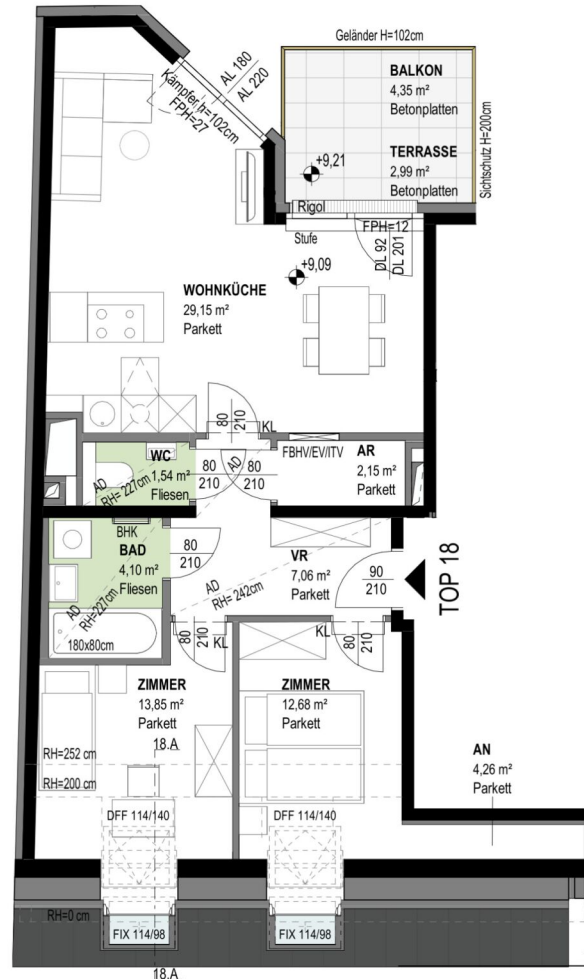 Geländer H=102cm
AL 180
AL 220
Kämpfer h=102cm
FPH=27
BALKON
4,35 m²
Betonplatten
TERRASSE
2,99 m²
Betonplatten
Sichtschutz H=200cm
+9,21
Rigol
Stufe
FPH=12
DL 92
DL 201
+9,09
WOHNKÜCHE
29,15 m²
Parkett
80
210
KL
FBHV/EV/ITV
AR
2,15 m²
Parkett
WC
1,54 m²
Fliesen
AD
RH= 227cm
80
210
AD
80
210
BHK
BAD
4,10 m²
Fliesen
AD
RH=227cm
180x80cm
80
210
VR
7,06 m²
Parkett
AD
RH= 242cm
90
210
TOP 18
80
210
KL
KL
80
210
ZIMMER
13,85 m²
Parkett
18.A
ZIMMER
12,68 m²
Parkett
AN
4,26 m²
Parkett
RH=252 cm
RH=200 cm
DFF 114/140
DFF 114/140
RH=0 cm
FIX 114/98
FIX 114/98
18.A